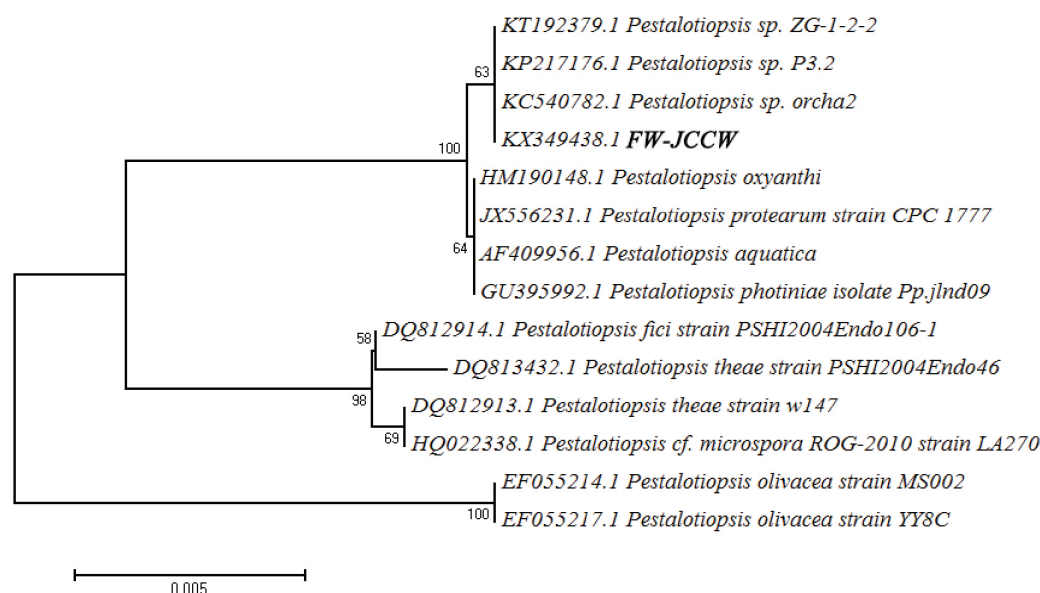 KT192379.1 Pestalotiopsis sp. ZG-1-2-2
63
KP217176.1 Pestalotiopsis sp. P3.2
KC540782.1 Pestalotiopsis sp. orcha2
KX349438.1 FW-JCCW
100
HM190148.1 Pestalotiopsis oxyanthi
JX556231.1 Pestalotiopsis protearum strain CPC 1777
64
AF409956.1 Pestalotiopsis aquatica
GU395992.1 Pestalotiopsis photiniae isolate Pp.jlnd09
DQ812914.1 Pestalotiopsis fici strain PSHI2004Endo106-1
58
DQ813432.1 Pestalotiopsis theae strain PSHI2004Endo46
98
DQ812913.1 Pestalotiopsis theae strain w147
69
HQ022338.1 Pestalotiopsis cf. microspora ROG-2010 strain LA270
EF055214.1 Pestalotiopsis olivacea strain MS002
100
EF055217.1 Pestalotiopsis olivacea strain YY8C
0.005